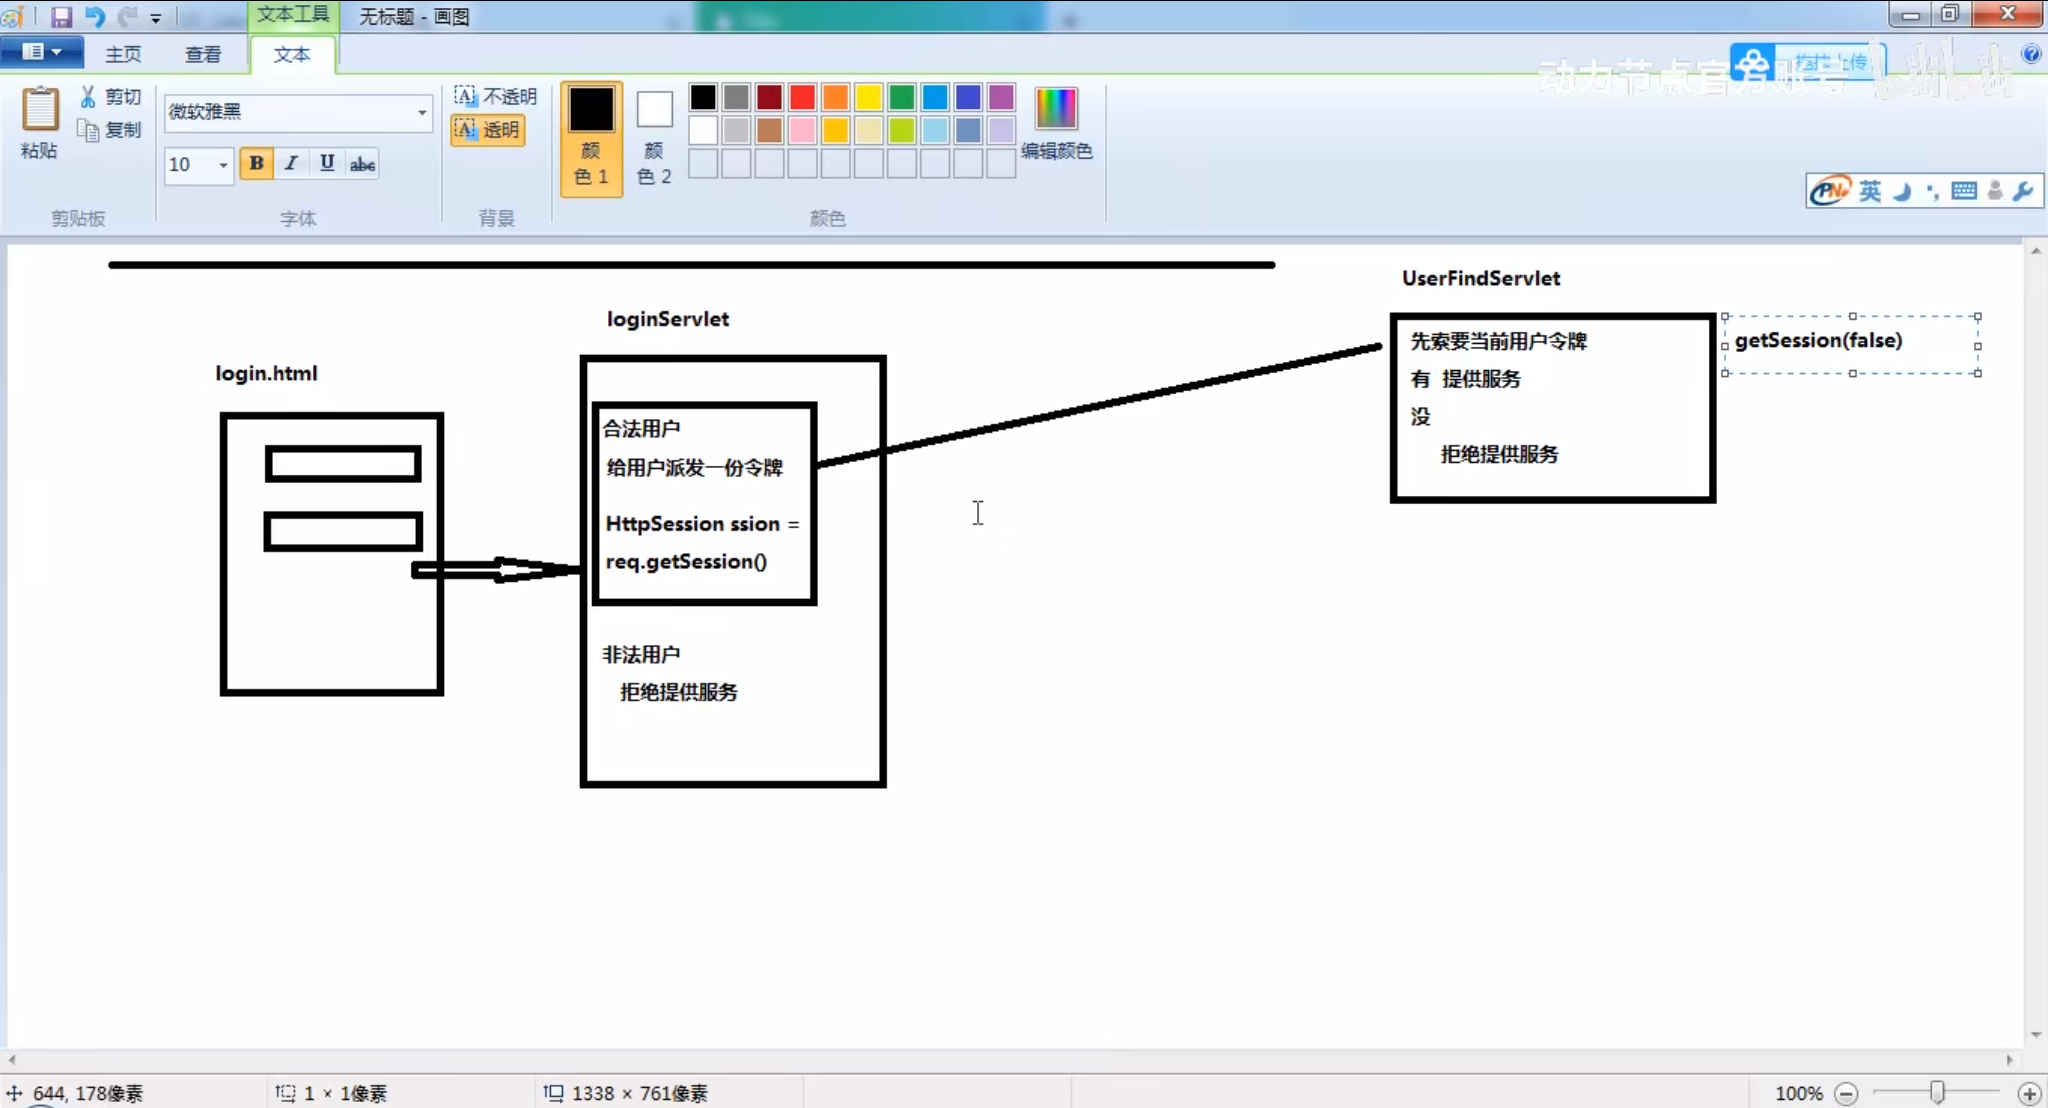 文本工具
无标题 - 画图
主页
查看
文本
动力节点官方账号
bilibili
粘贴
剪切
复制
剪贴板
微软雅黑
10
B I U abc
字体
不透明
透明
背景
颜
色 1
颜
色 2
颜色
编辑颜色
英
UserFindServlet
loginServlet
login.html
先索要当前用户令牌
有 提供服务
没
拒绝提供服务
getSession(false)
合法用户
给用户派发一份令牌
HttpSession ssion =
req.getSession()
非法用户
拒绝提供服务
644, 178像素
1 × 1像素
1338 × 761像素
100%